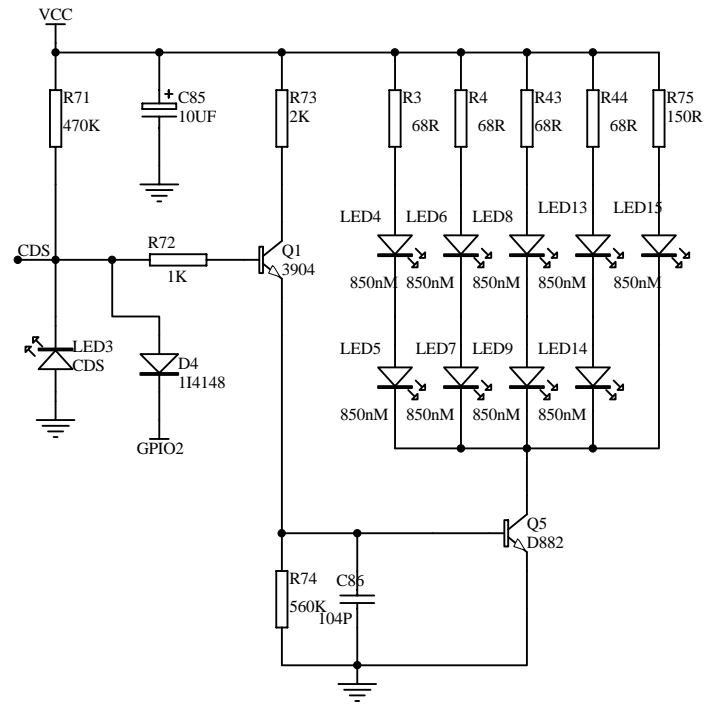 VCC
R71
470K
C85
10UF
R73
2K
R3
68R
R4
68R
R43
68R
R44
68R
R75
150R
CDS
R72
1K
Q1
3904
LED4
850nM
LED6
850nM
LED8
850nM
LED13
850nM
LED15
850nM
LED3
CDS
D4
1I4148
GPIO2
LED5
850nM
LED7
850nM
LED9
850nM
LED14
850nM
Q5
D882
R74
560K
C86
104P